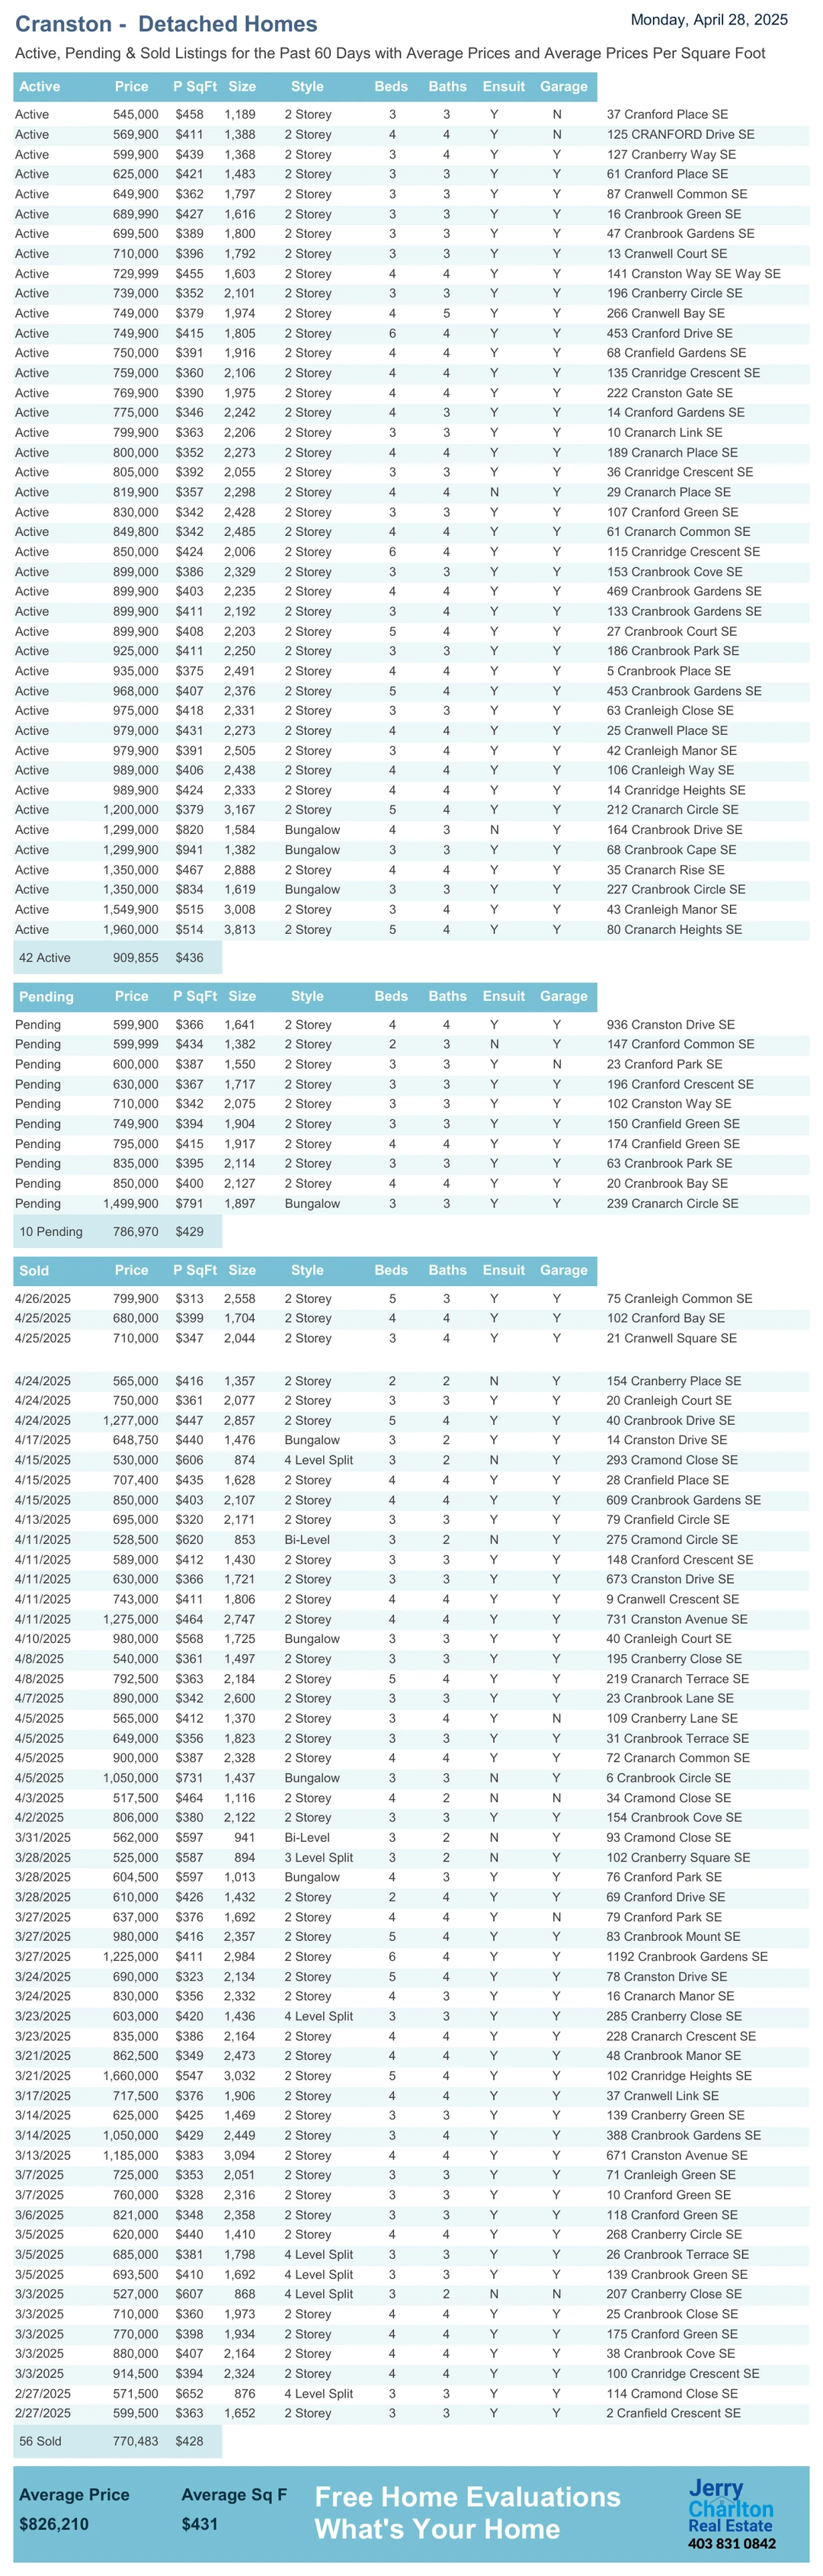 Cranston - Detached Homes Monday, April 28, 2025
Active, Pending & Sold Listings for the Past 60 Days with Average Prices and Average Prices Per Square Foot
Active Price P SqFt Size Style Beds Baths Ensuit Garage
Active 545,000 $458 1,189 2 Storey 3 3 Y N 37 Cranford Place SE
Active 569,900 $411 1,388 2 Storey 4 4 Y N 125 CRANFORD Drive SE
Active 599,900 $439 1,368 2 Storey 3 4 Y Y 127 Cranberry Way SE
Active 625,000 $421 1,483 2 Storey 3 3 Y Y 61 Cranford Place SE
Active 649,900 $362 1,797 2 Storey 3 3 Y Y 87 Cranwell Common SE
Active 689,990 $427 1,616 2 Storey 3 3 Y Y 16 Cranbrook Green SE
Active 699,500 $389 1,800 2 Storey 3 3 Y Y 47 Cranbrook Gardens SE
Active 710,000 $396 1,792 2 Storey 3 3 Y Y 13 Cranwell Court SE
Active 729,999 $455 1,603 2 Storey 4 4 Y Y 141 Cranston Way SE Way SE
Active 739,000 $352 2,101 2 Storey 3 3 Y Y 196 Cranberry Circle SE
Active 749,000 $379 1,974 2 Storey 4 5 Y Y 266 Cranwell Bay SE
Active 749,900 $415 1,805 2 Storey 6 4 Y Y 453 Cranford Drive SE
Active 750,000 $391 1,916 2 Storey 4 4 Y Y 68 Cranfield Gardens SE
Active 759,000 $360 2,106 2 Storey 4 4 Y Y 135 Cranridge Crescent SE
Active 769,900 $390 1,975 2 Storey 4 4 Y Y 222 Cranston Gate SE
Active 775,000 $346 2,242 2 Storey 4 3 Y Y 14 Cranford Gardens SE
Active 799,900 $363 2,206 2 Storey 3 3 Y Y 10 Cranarch Link SE
Active 800,000 $352 2,273 2 Storey 4 4 Y Y 189 Cranarch Place SE
Active 805,000 $392 2,055 2 Storey 3 3 Y Y 36 Cranridge Crescent SE
Active 819,900 $357 2,298 2 Storey 4 4 N Y 29 Cranarch Place SE
Active 830,000 $342 2,428 2 Storey 3 3 Y Y 107 Cranford Green SE
Active 849,800 $342 2,485 2 Storey 4 4 Y Y 61 Cranarch Common SE
Active 850,000 $424 2,006 2 Storey 6 4 Y Y 115 Cranridge Crescent SE
Active 899,000 $386 2,329 2 Storey 3 3 Y Y 153 Cranbrook Cove SE
Active 899,900 $403 2,235 2 Storey 4 4 Y Y 469 Cranbrook Gardens SE
Active 899,900 $411 2,192 2 Storey 3 4 Y Y 133 Cranbrook Gardens SE
Active 899,900 $408 2,203 2 Storey 5 4 Y Y 27 Cranbrook Court SE
Active 925,000 $411 2,250 2 Storey 3 3 Y Y 186 Cranbrook Park SE
Active 935,000 $375 2,491 2 Storey 4 4 Y Y 5 Cranbrook Place SE
Active 968,000 $407 2,376 2 Storey 5 4 Y Y 453 Cranbrook Gardens SE
Active 975,000 $418 2,331 2 Storey 3 3 Y Y 63 Cranleigh Close SE
Active 979,000 $431 2,273 2 Storey 4 4 Y Y 25 Cranwell Place SE
Active 979,900 $391 2,505 2 Storey 3 4 Y Y 42 Cranleigh Manor SE
Active 989,000 $406 2,438 2 Storey 4 4 Y Y 106 Cranleigh Way SE
Active 989,900 $424 2,333 2 Storey 4 4 Y Y 14 Cranridge Heights SE
Active 1,200,000 $379 3,167 2 Storey 5 4 Y Y 212 Cranarch Circle SE
Active 1,299,000 $820 1,584 Bungalow 4 3 N Y 164 Cranbrook Drive SE
Active 1,299,900 $941 1,382 Bungalow 3 3 Y Y 68 Cranbrook Cape SE
Active 1,350,000 $467 2,888 2 Storey 4 4 Y Y 35 Cranarch Rise SE
Active 1,350,000 $834 1,619 Bungalow 3 3 Y Y 227 Cranbrook Circle SE
Active 1,549,900 $515 3,008 2 Storey 3 4 Y Y 43 Cranleigh Manor SE
Active 1,960,000 $514 3,813 2 Storey 5 4 Y Y 80 Cranarch Heights SE
42 Active 909,855 $436
Pending Price P SqFt Size Style Beds Baths Ensuit Garage
Pending 599,900 $366 1,641 2 Storey 4 4 Y Y 936 Cranston Drive SE
Pending 599,999 $434 1,382 2 Storey 2 3 N Y 147 Cranford Common SE
Pending 600,000 $387 1,550 2 Storey 3 3 Y N 23 Cranford Park SE
Pending 630,000 $367 1,717 2 Storey 3 3 Y Y 196 Cranford Crescent SE
Pending 710,000 $342 2,075 2 Storey 3 3 Y Y 102 Cranston Way SE
Pending 749,900 $394 1,904 2 Storey 3 3 Y Y 150 Cranfield Green SE
Pending 795,000 $415 1,917 2 Storey 4 4 Y Y 174 Cranfield Green SE
Pending 835,000 $395 2,114 2 Storey 3 3 Y Y 63 Cranbrook Park SE
Pending 850,000 $400 2,127 2 Storey 4 4 Y Y 20 Cranbrook Bay SE
Pending 1,499,900 $791 1,897 Bungalow 3 3 Y Y 239 Cranarch Circle SE
10 Pending 786,970 $429
Sold Price P SqFt Size Style Beds Baths Ensuit Garage
4/26/2025 799,900 $313 2,558 2 Storey 5 3 Y Y 75 Cranleigh Common SE
4/25/2025 680,000 $399 1,704 2 Storey 4 4 Y Y 102 Cranford Bay SE
4/25/2025 710,000 $347 2,044 2 Storey 3 4 Y Y 21 Cranwell Square SE
4/24/2025 565,000 $416 1,357 2 Storey 2 2 N Y 154 Cranberry Place SE
4/24/2025 750,000 $361 2,077 2 Storey 3 3 Y Y 20 Cranleigh Court SE
4/24/2025 1,277,000 $447 2,857 2 Storey 5 4 Y Y 40 Cranbrook Drive SE
4/17/2025 648,750 $440 1,476 Bungalow 3 2 Y Y 14 Cranston Drive SE
4/15/2025 530,000 $606 874 4 Level Split 3 2 N Y 293 Cramond Close SE
4/15/2025 707,400 $435 1,628 2 Storey 4 4 Y Y 28 Cranfield Place SE
4/15/2025 850,000 $403 2,107 2 Storey 4 4 Y Y 609 Cranbrook Gardens SE
4/13/2025 695,000 $320 2,171 2 Storey 3 3 Y Y 79 Cranfield Circle SE
4/11/2025 528,500 $620 853 Bi-Level 3 2 N Y 275 Cramond Circle SE
4/11/2025 589,000 $412 1,430 2 Storey 3 3 Y Y 148 Cranford Crescent SE
4/11/2025 630,000 $366 1,721 2 Storey 3 3 Y Y 673 Cranston Drive SE
4/11/2025 743,000 $411 1,806 2 Storey 4 4 Y Y 9 Cranwell Crescent SE
4/11/2025 1,275,000 $464 2,747 2 Storey 4 4 Y Y 731 Cranston Avenue SE
4/10/2025 980,000 $568 1,725 Bungalow 3 3 Y Y 40 Cranleigh Court SE
4/8/2025 540,000 $361 1,497 2 Storey 3 3 Y Y 195 Cranberry Close SE
4/8/2025 792,500 $363 2,184 2 Storey 5 4 Y Y 219 Cranarch Terrace SE
4/7/2025 890,000 $342 2,600 2 Storey 3 3 Y Y 23 Cranbrook Lane SE
4/5/2025 565,000 $412 1,370 2 Storey 3 4 Y N 109 Cranberry Lane SE
4/5/2025 649,000 $356 1,823 2 Storey 3 3 Y Y 31 Cranbrook Terrace SE
4/5/2025 900,000 $387 2,328 2 Storey 4 4 Y Y 72 Cranarch Common SE
4/5/2025 1,050,000 $731 1,437 Bungalow 3 3 N Y 6 Cranbrook Circle SE
4/3/2025 517,500 $464 1,116 2 Storey 4 2 N N 34 Cramond Close SE
4/2/2025 806,000 $380 2,122 2 Storey 3 3 Y Y 154 Cranbrook Cove SE
3/31/2025 562,000 $597 941 Bi-Level 3 2 N Y 93 Cramond Close SE
3/28/2025 525,000 $587 894 3 Level Split 3 2 N Y 102 Cranberry Square SE
3/28/2025 604,500 $597 1,013 Bungalow 4 3 Y Y 76 Cranford Park SE
3/28/2025 610,000 $426 1,432 2 Storey 2 4 Y Y 69 Cranford Drive SE
3/27/2025 637,000 $376 1,692 2 Storey 4 4 Y N 79 Cranford Park SE
3/27/2025 980,000 $416 2,357 2 Storey 5 4 Y Y 83 Cranbrook Mount SE
3/27/2025 1,225,000 $411 2,984 2 Storey 6 4 Y Y 1192 Cranbrook Gardens SE
3/24/2025 690,000 $323 2,134 2 Storey 5 4 Y Y 78 Cranston Drive SE
3/24/2025 830,000 $356 2,332 2 Storey 4 3 Y Y 16 Cranarch Manor SE
3/23/2025 603,000 $420 1,436 4 Level Split 3 3 Y Y 285 Cranberry Close SE
3/23/2025 835,000 $386 2,164 2 Storey 4 4 Y Y 228 Cranarch Crescent SE
3/21/2025 862,500 $349 2,473 2 Storey 4 4 Y Y 48 Cranbrook Manor SE
3/21/2025 1,660,000 $547 3,032 2 Storey 5 4 Y Y 102 Cranridge Heights SE
3/17/2025 717,500 $376 1,906 2 Storey 4 4 Y Y 37 Cranwell Link SE
3/14/2025 625,000 $425 1,469 2 Storey 3 3 Y Y 139 Cranberry Green SE
3/14/2025 1,050,000 $429 2,449 2 Storey 3 4 Y Y 388 Cranbrook Gardens SE
3/13/2025 1,185,000 $383 3,094 2 Storey 4 4 Y Y 671 Cranston Avenue SE
3/7/2025 725,000 $353 2,051 2 Storey 3 3 Y Y 71 Cranleigh Green SE
3/7/2025 760,000 $328 2,316 2 Storey 3 3 Y Y 10 Cranford Green SE
3/6/2025 821,000 $348 2,358 2 Storey 3 3 Y Y 118 Cranford Green SE
3/5/2025 620,000 $440 1,410 2 Storey 4 4 Y Y 268 Cranberry Circle SE
3/5/2025 685,000 $381 1,798 4 Level Split 3 3 Y Y 26 Cranbrook Terrace SE
3/5/2025 693,500 $410 1,692 4 Level Split 3 3 Y Y 139 Cranbrook Green SE
3/3/2025 527,000 $607 868 4 Level Split 3 2 N N 207 Cranberry Close SE
3/3/2025 710,000 $360 1,973 2 Storey 4 4 Y Y 25 Cranbrook Close SE
3/3/2025 770,000 $398 1,934 2 Storey 4 4 Y Y 175 Cranford Green SE
3/3/2025 880,000 $407 2,164 2 Storey 4 4 Y Y 38 Cranbrook Cove SE
3/3/2025 914,500 $394 2,324 2 Storey 4 4 Y Y 100 Cranridge Crescent SE
2/27/2025 571,500 $652 876 4 Level Split 3 3 Y Y 114 Cramond Close SE
2/27/2025 599,500 $363 1,652 2 Storey 3 3 Y Y 2 Cranfield Crescent SE
56 Sold 770,483 $428
Average Price Average Sq F
$826,210 $431
Free Home Evaluations
What's Your Home
Jerry
Charlton
Real Estate
403 831 0842